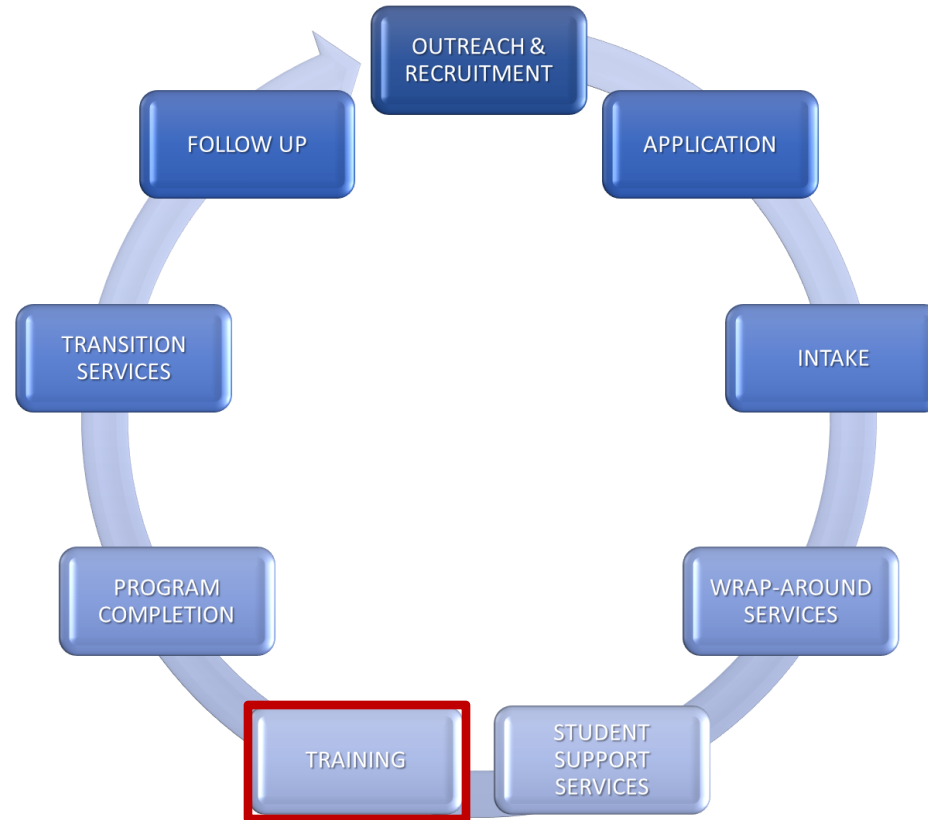 OUTREACH &
RECRUITMENT
APPLICATION
INTAKE
WRAP-AROUND
SERVICES
STUDENT
SUPPORT
SERVICES
TRAINING
PROGRAM
COMPLETION
TRANSITION
SERVICES
FOLLOW UP